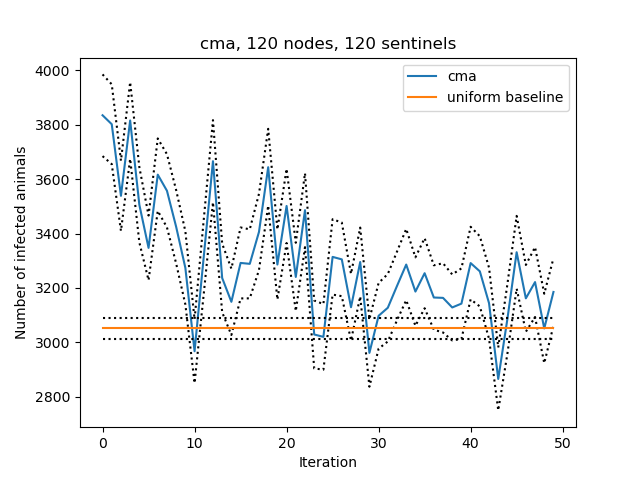 cma, 120 nodes, 120 sentinels
cma
uniform baseline
Number of infected animals
4000
3800
3600
3400
3200
3000
2800
0 10 20 30 40 50
Iteration